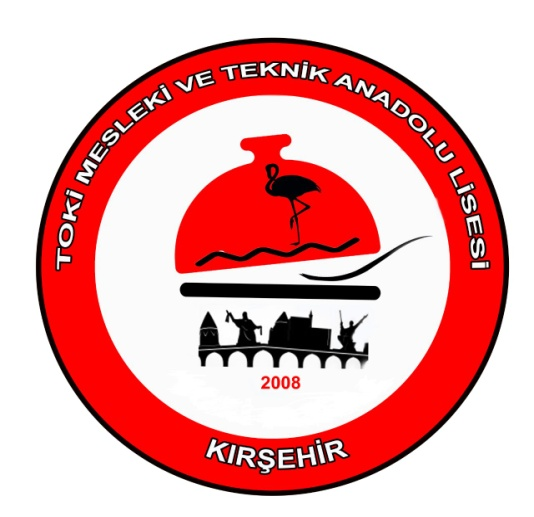 TOKİ MESLEKİ VE TEKNİK ANADOLU LİSESİ
2008
KIRŞEHİR